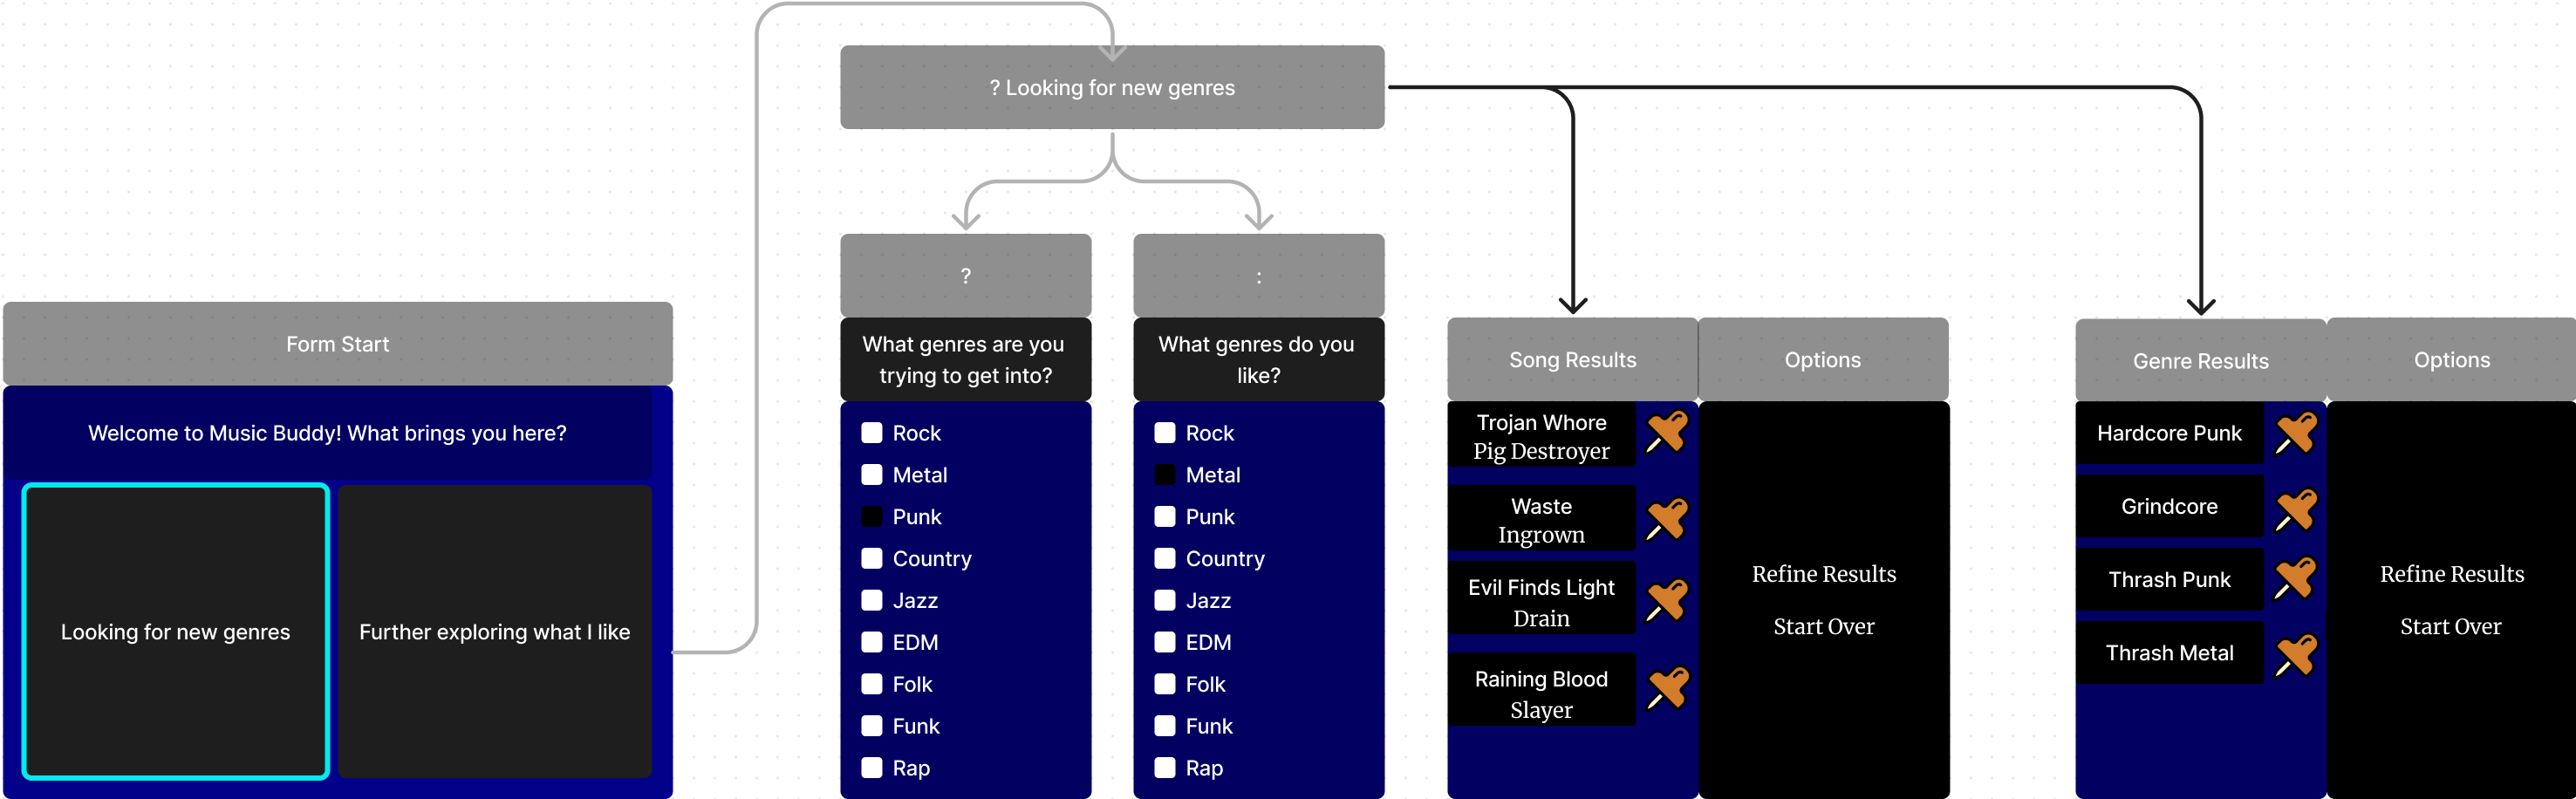 ? Looking for new genres
?
:
Form Start
Welcome to Music Buddy! What brings you here?
Looking for new genres
Further exploring what I like
What genres are you
trying to get into?
Rock
Metal
Punk
Country
Jazz
EDM
Folk
Funk
Rap
What genres do you
like?
Rock
Metal
Punk
Country
Jazz
EDM
Folk
Funk
Rap
Song Results
Trojan Whore
Pig Destroyer
Waste
Ingrown
Evil Finds Light
Drain
Raining Blood
Slayer
Options
Refine Results
Start Over
Genre Results
Hardcore Punk
Grindcore
Thrash Punk
Thrash Metal
Options
Refine Results
Start Over